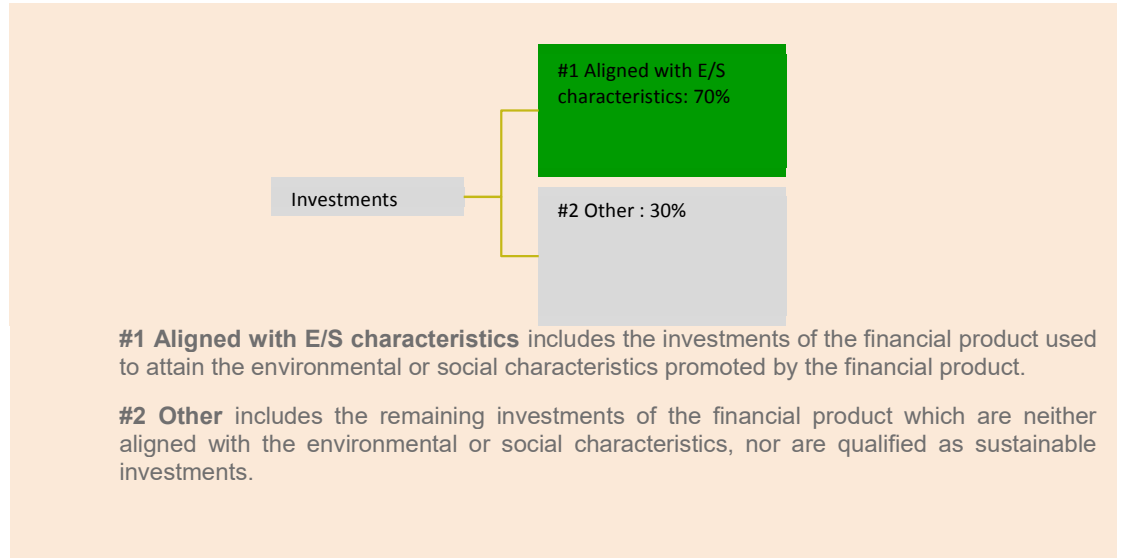 #1 Aligned with E/S
characteristics: 70%
Investments
#2 Other : 30%
#1 Aligned with E/S characteristics includes the investments of the financial product used
to attain the environmental or social characteristics promoted by the financial product.
#2 Other includes the remaining investments of the financial product which are neither
aligned with the environmental or social characteristics, nor are qualified as sustainable
investments.